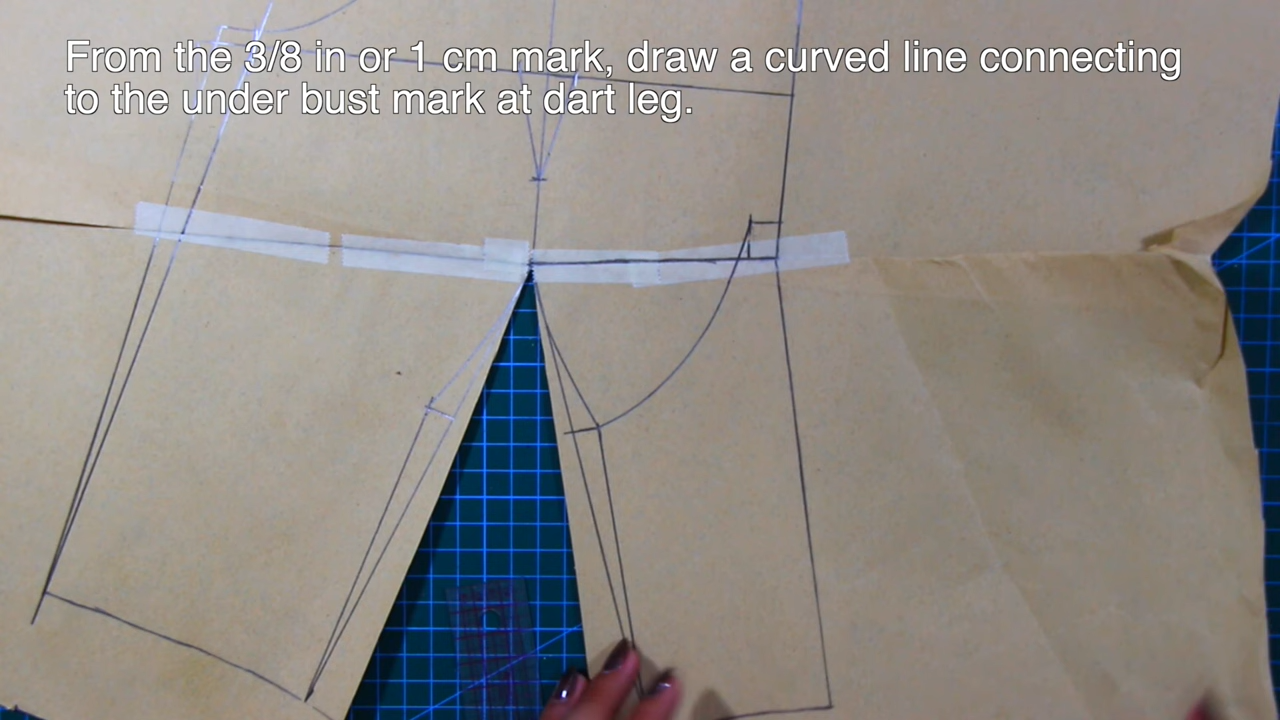 From the 3/8 in or 1 cm mark, draw a curved line connecting
to the under bust mark at dart leg.